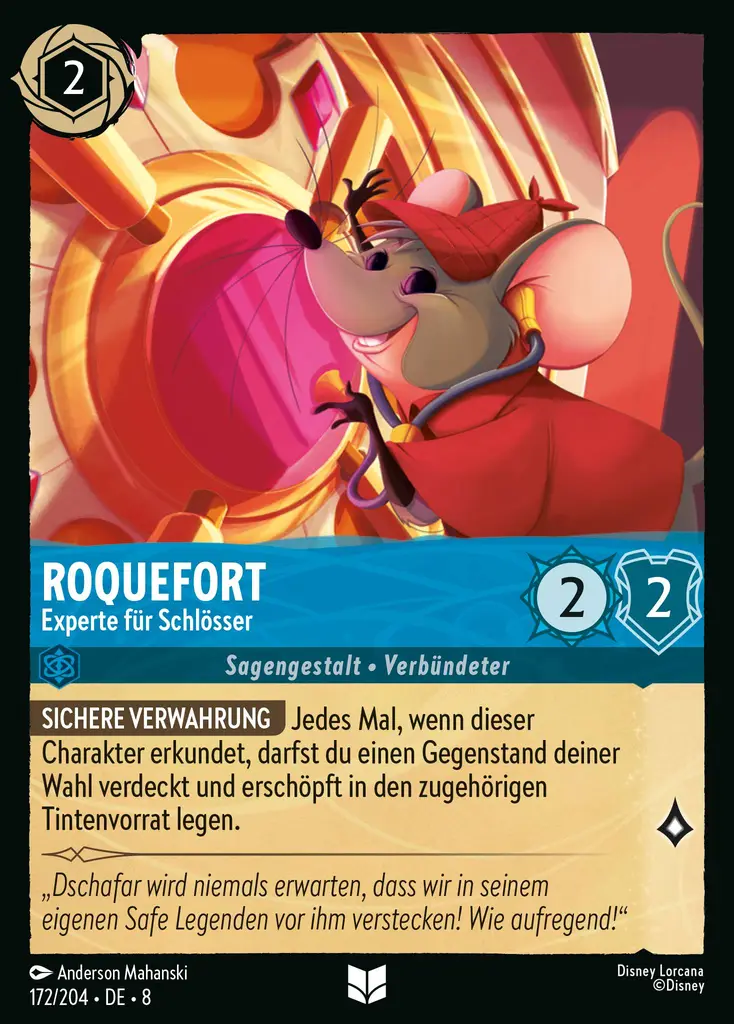 2
ROQUEFORT
Experte für Schlösser
2
2
Sagengestalt • Verbündeter
SICHERE VERWAHRUNG Jedes Mal, wenn dieser
Charakter erkundet, darfst du einen Gegenstand deiner
Wahl verdeckt und erschöpft in den zugehörigen
Tintenvorrat legen.
„Dschafar wird niemals erwarten, dass wir in seinem
eigenen Safe Legenden vor ihm verstecken! Wie aufregend!“
Anderson Mahanski
172/204 • DE • 8
Disney Lorcana
©Disney